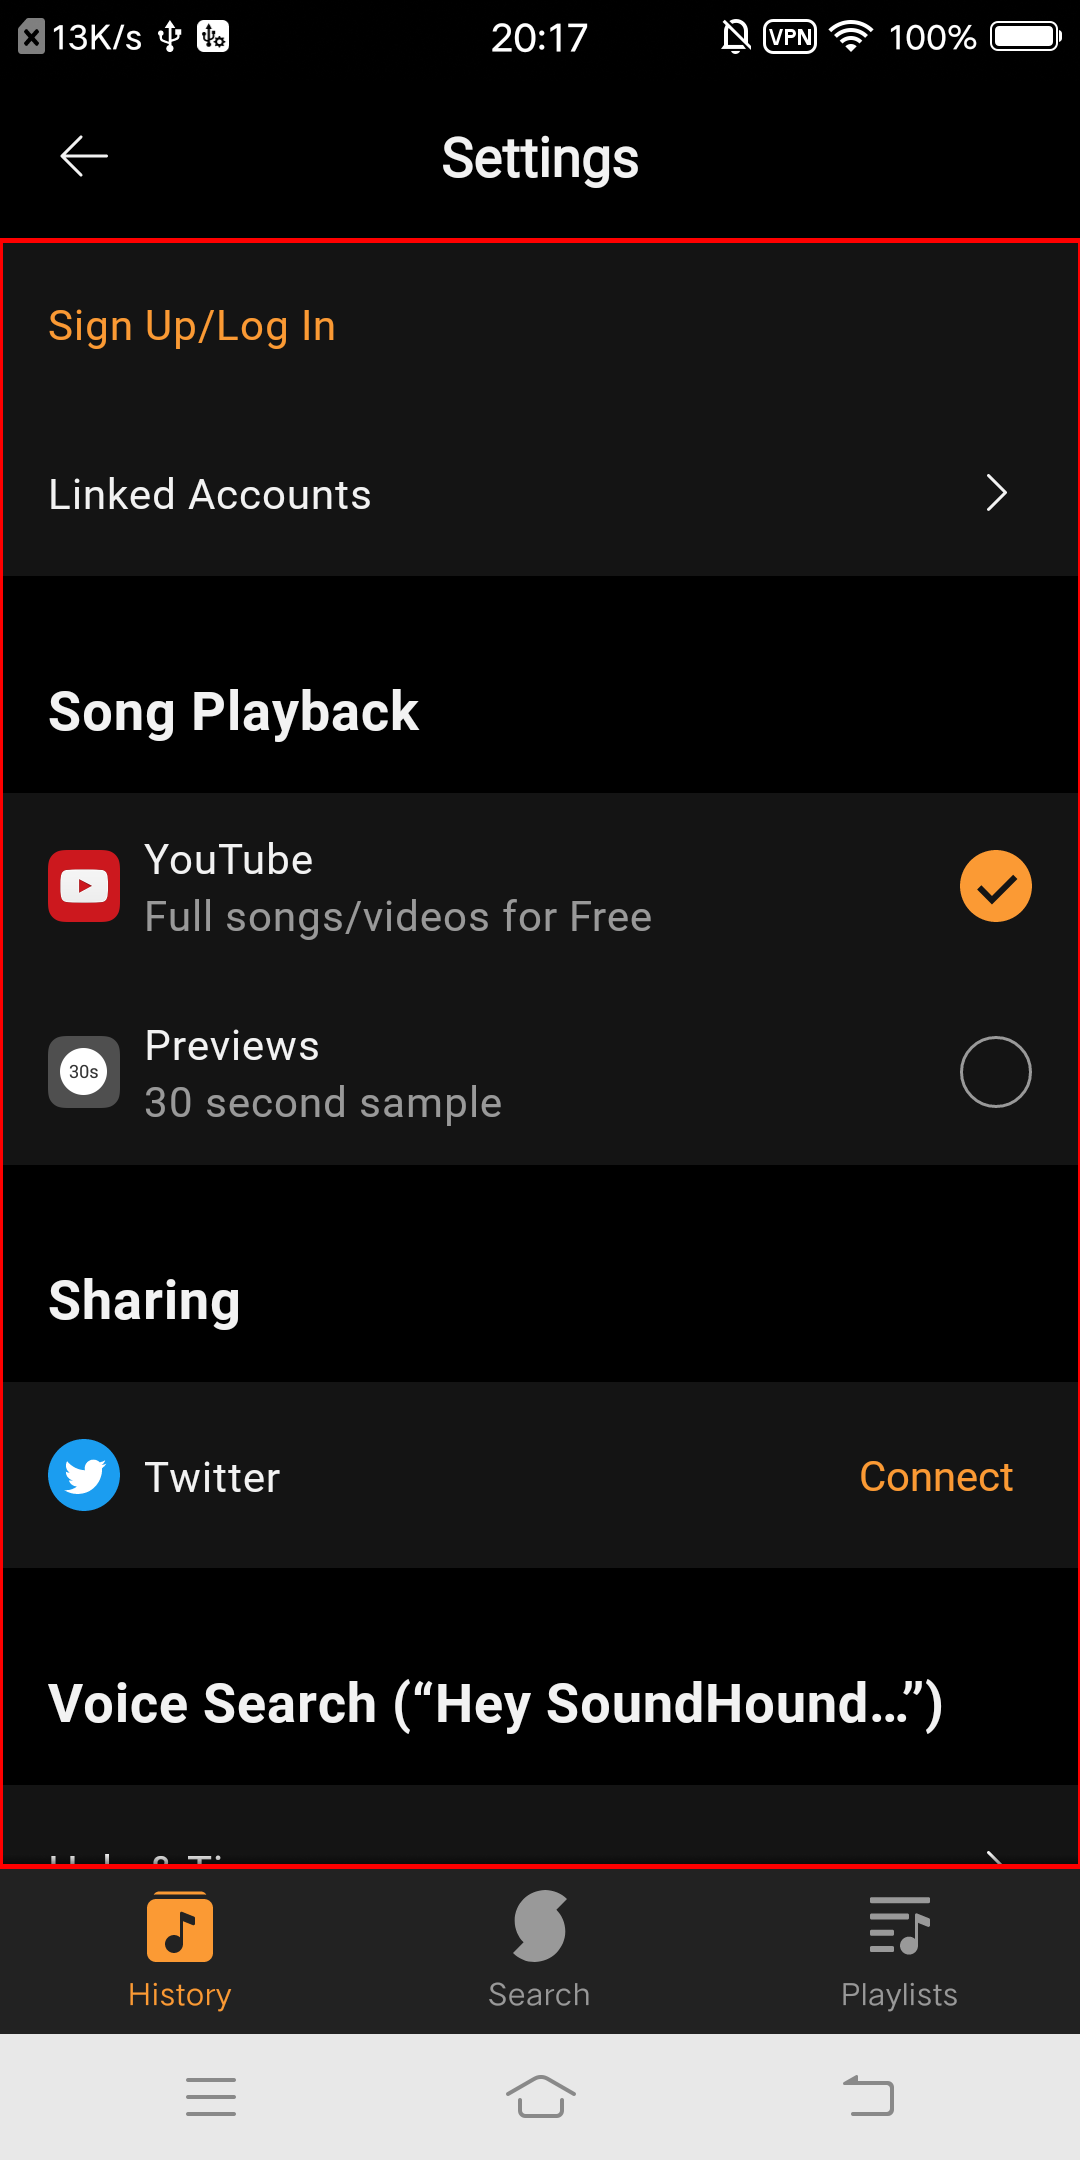 13K/s 20:17 VPN 100%
Settings
Sign Up/Log In
Linked Accounts
Song Playback
YouTube
Full songs/videos for Free
30s
Previews
30 second sample
Sharing
Twitter
Connect
Voice Search (“Hey SoundHound…”)
History
Search
Playlists